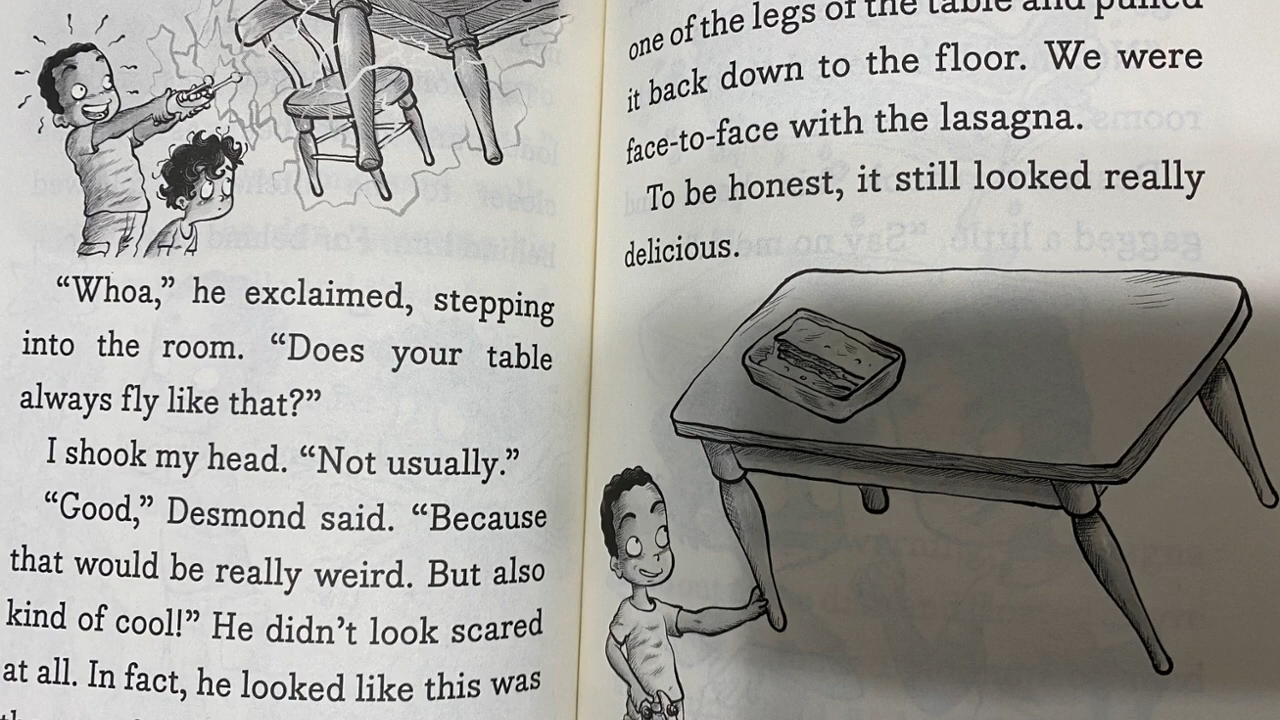 “Whoa,” he exclaimed, stepping
into the room. “Does your table
always fly like that?”
I shook my head. “Not usually.”
“Good,” Desmond said. “Because
that would be really weird. But also
kind of cool!” He didn’t look scared
at all. In fact, he looked like this was
one of the legs of the table and pulled
it back down to the floor. We were
face-to-face with the lasagna.
To be honest, it still looked really
delicious.